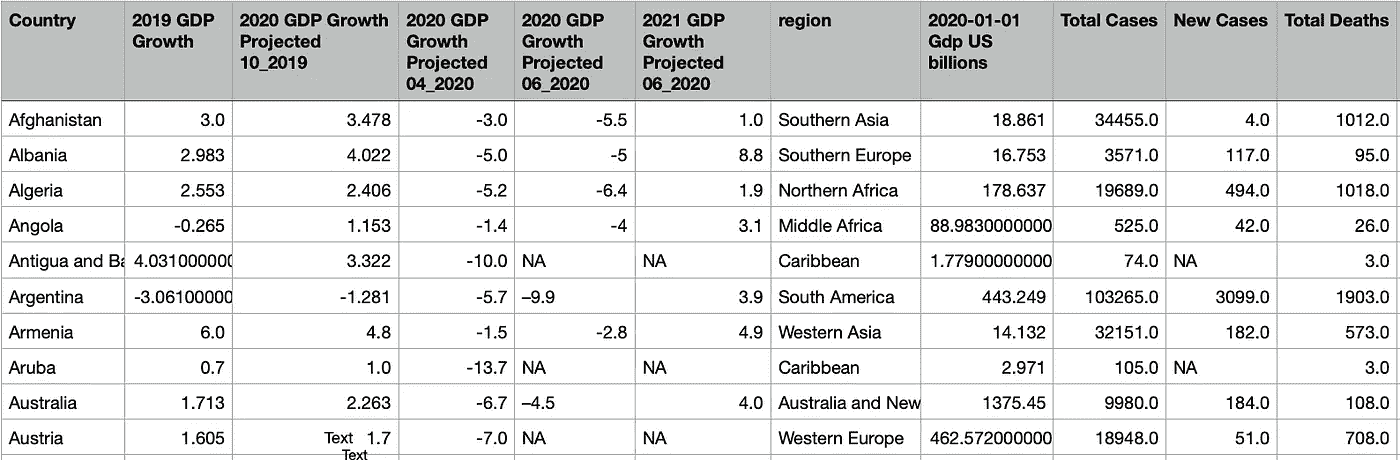 Country 2019 GDP Growth 2020 GDP Growth Projected 10_2019 2020 GDP Growth Projected 04_2020 2020 GDP Growth Projected 06_2020 2021 GDP Growth Projected 06_2020 region 2020-01-01 Gdp US billions Total Cases New Cases Total Deaths
Afghanistan 3.0 3.478 -3.0 -5.5 1.0 Southern Asia 18.861 34455.0 4.0 1012.0
Albania 2.983 4.022 -5.0 -5 8.8 Southern Europe 16.753 3571.0 117.0 95.0
Algeria 2.553 2.406 -5.2 -6.4 1.9 Northern Africa 178.637 19689.0 494.0 1018.0
Angola -0.265 1.153 -1.4 -4 3.1 Middle Africa 88.9830000000 525.0 42.0 26.0
Antigua and Ba 4.031000000 3.322 -10.0 NA NA Caribbean 1.77900000000 74.0 NA 3.0
Argentina -3.06100000 -1.281 -5.7 –9.9 3.9 South America 443.249 103265.0 3099.0 1903.0
Armenia 6.0 4.8 -1.5 -2.8 4.9 Western Asia 14.132 32151.0 182.0 573.0
Aruba 0.7 1.0 -13.7 NA NA Caribbean 2.971 105.0 NA 3.0
Australia 1.713 2.263 -6.7 –4.5 4.0 Australia and New 1375.45 9980.0 184.0 108.0
Austria 1.605 Text 1.7 -7.0 NA NA Western Europe 462.572000000 18948.0 51.0 708.0
Text